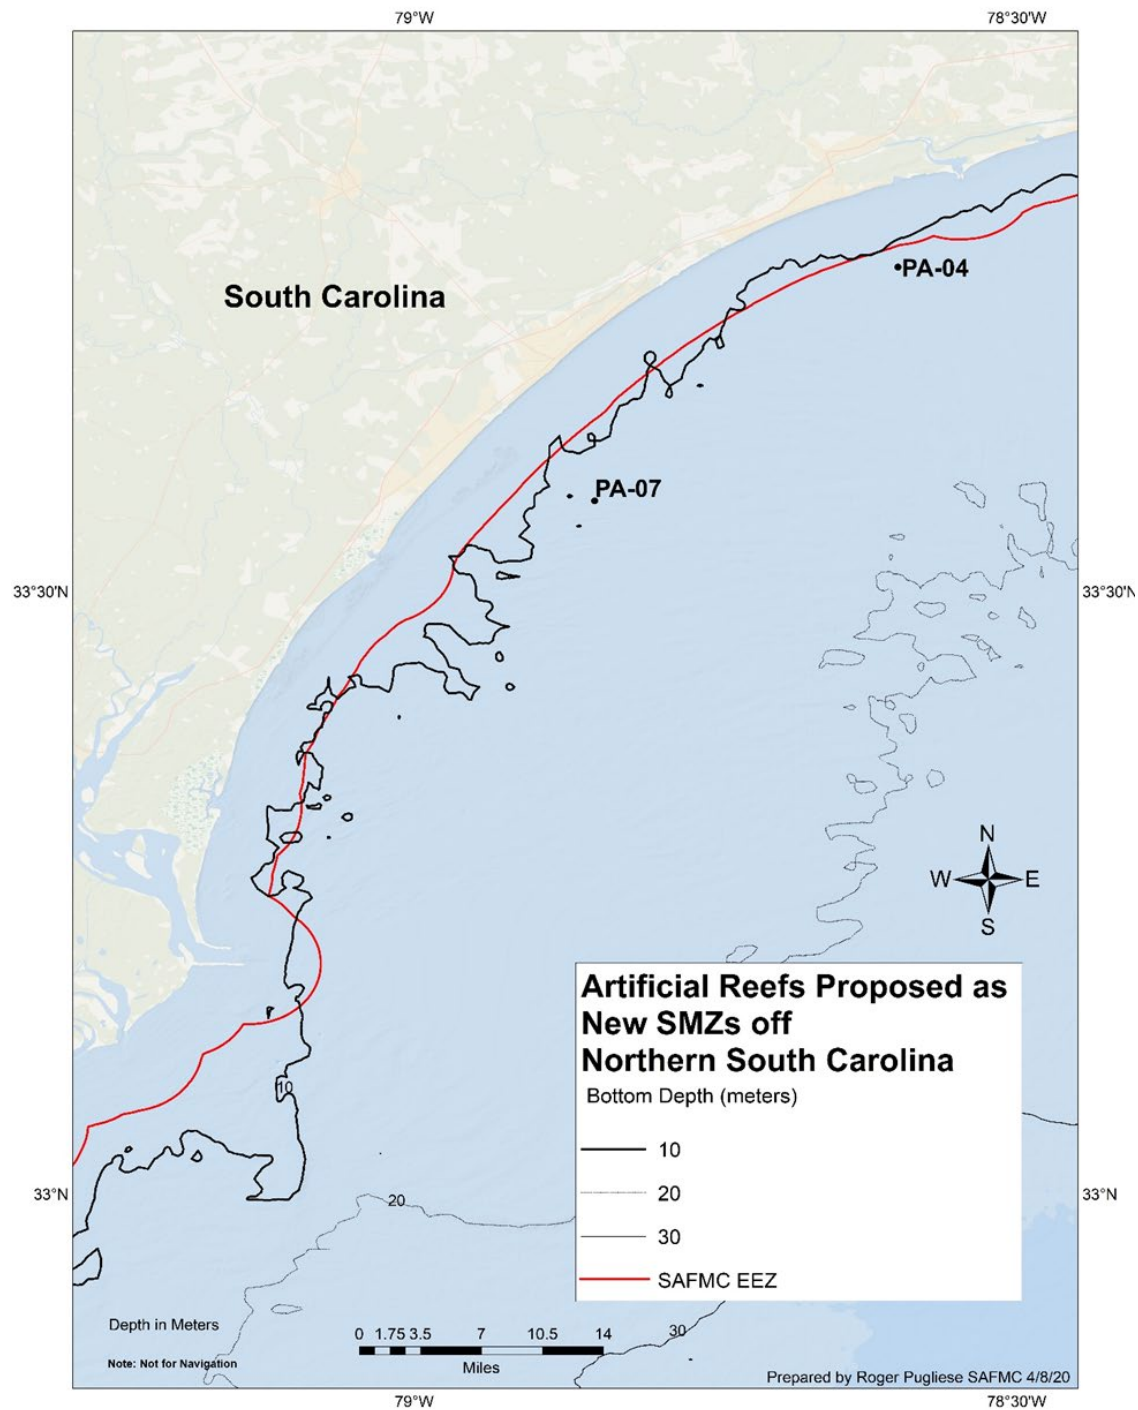 79°W 78°30'W
South Carolina
PA-04
PA-07
33°30'N 33°30'N
N
W E
S
Artificial Reefs Proposed as
New SMZs off
Northern South Carolina
Bottom Depth (meters)
10
10
20
30
SAFMC EEZ
33°N 33°N
20
Depth in Meters
Note: Not for Navigation
0 1.75 3.5 7 10.5 14
Miles
30
Prepared by Roger Pugliese SAFMC 4/8/20
79°W 78°30'W